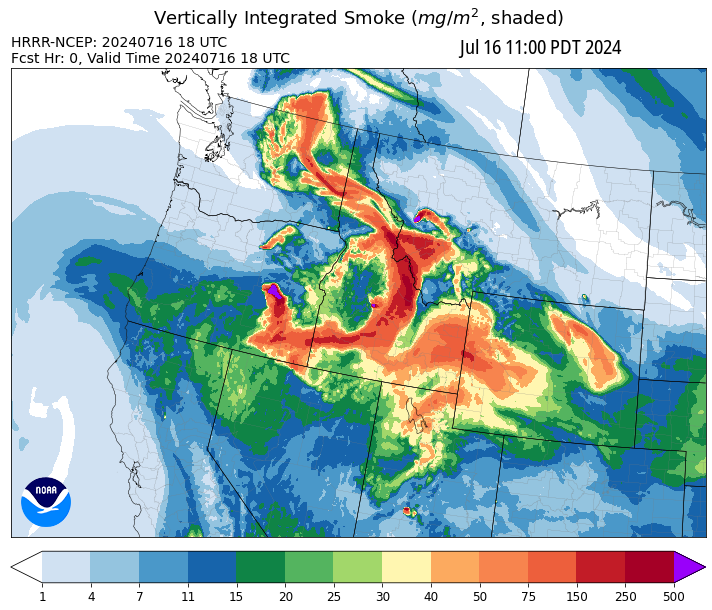 Vertically Integrated Smoke (mg/m², shaded)
HRRR-NCEP: 20240716 18 UTC
Jul 16 11:00 PDT 2024
Fcst Hr: 0, Valid Time 20240716 18 UTC
NOAA
1 4 7 11 15 20 25 30 40 50 75 150 250 500